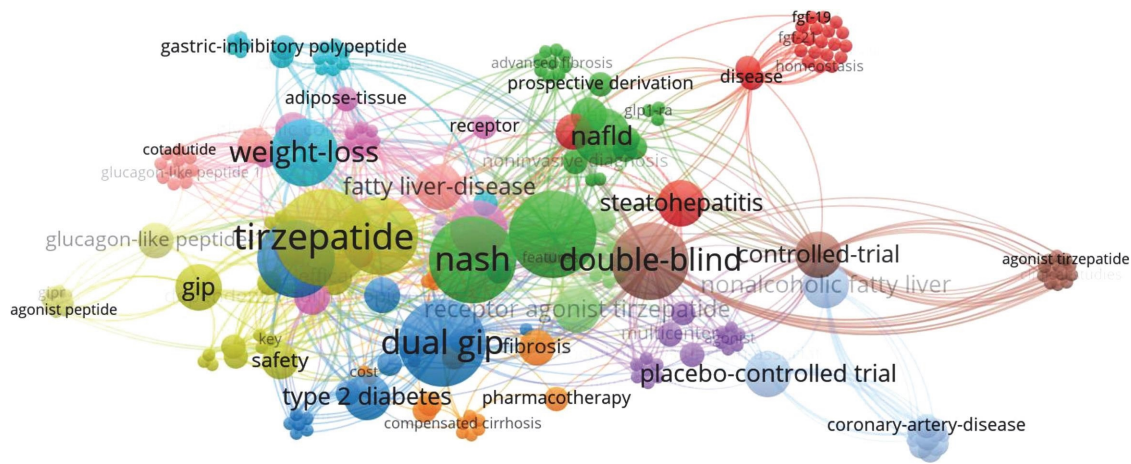 fgf-19
fgf-21
gastric-inhibitory polypeptide
advanced fibrosis
homeostasis
disease
prospective derivation
adipose-tissue
glp1-ra
receptor
nafld
cotadutide
weight-loss
noninvasive diagnosis
glucagon-like peptide 1
fatty liver-disease
steatohepatitis
tirzepatide
glucagon-like peptide
nash
feature
double-blind
controlled-trial
agonist tirzepatide
nonalcoholic fatty liver
gip
gipr
agonist peptide
receptor agonist tirzepatide
multicenter
agonist
key
dual gip
fibrosis
safety
cost
placebo-controlled trial
type 2 diabetes
pharmacotherapy
compensated cirrhosis
coronary-artery-disease